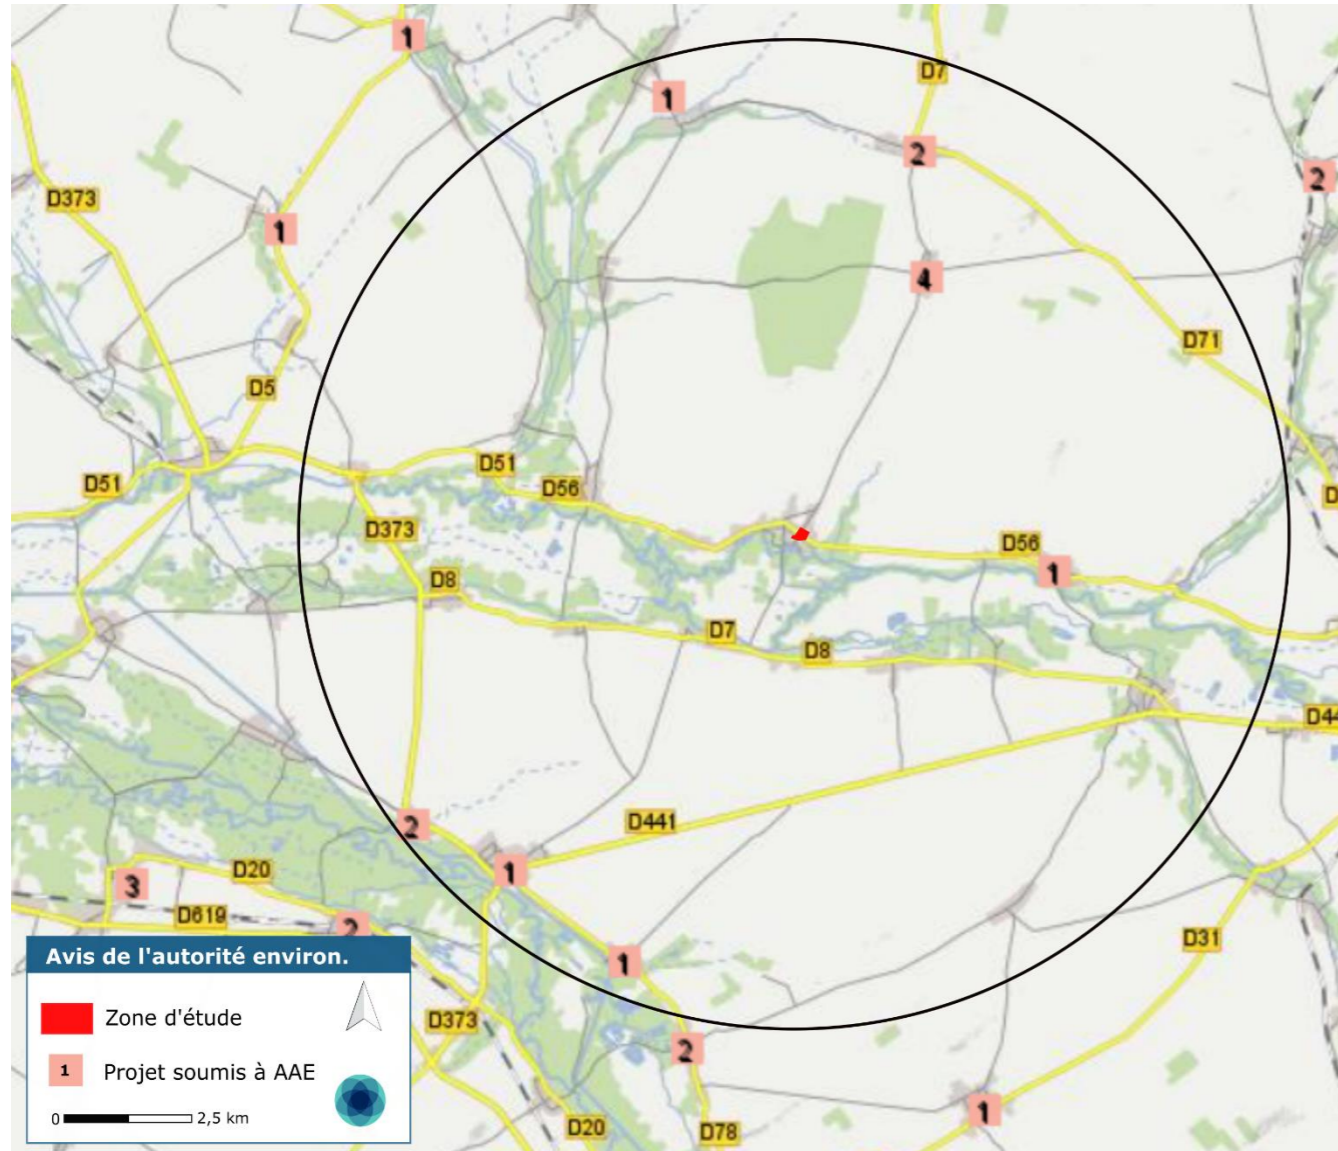 1
D7
1
2
2
D373
1
4
D71
D5
D51
D51
D56
D
D373
D56
1
D8
D7
D8
D44
2
D441
1
D20
3
D619
2
D31
1
Avis de l'autorité environ.
Zone d'étude
D373
2
1 Projet soumis à AAE
1
0 2,5 km
D20
D78